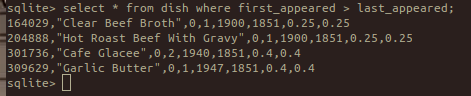 sqlite> select * from dish where first_appeared > last_appeared;
164029,"Clear Beef Broth",0,1,1900,1851,0.25,0.25
204888,"Hot Roast Beef With Gravy",0,1,1900,1851,0.25,0.25
301736,"Cafe Glacee",0,2,1940,1851,0.4,0.4
309629,"Garlic Butter",0,1,1947,1851,0.4,0.4
sqlite>